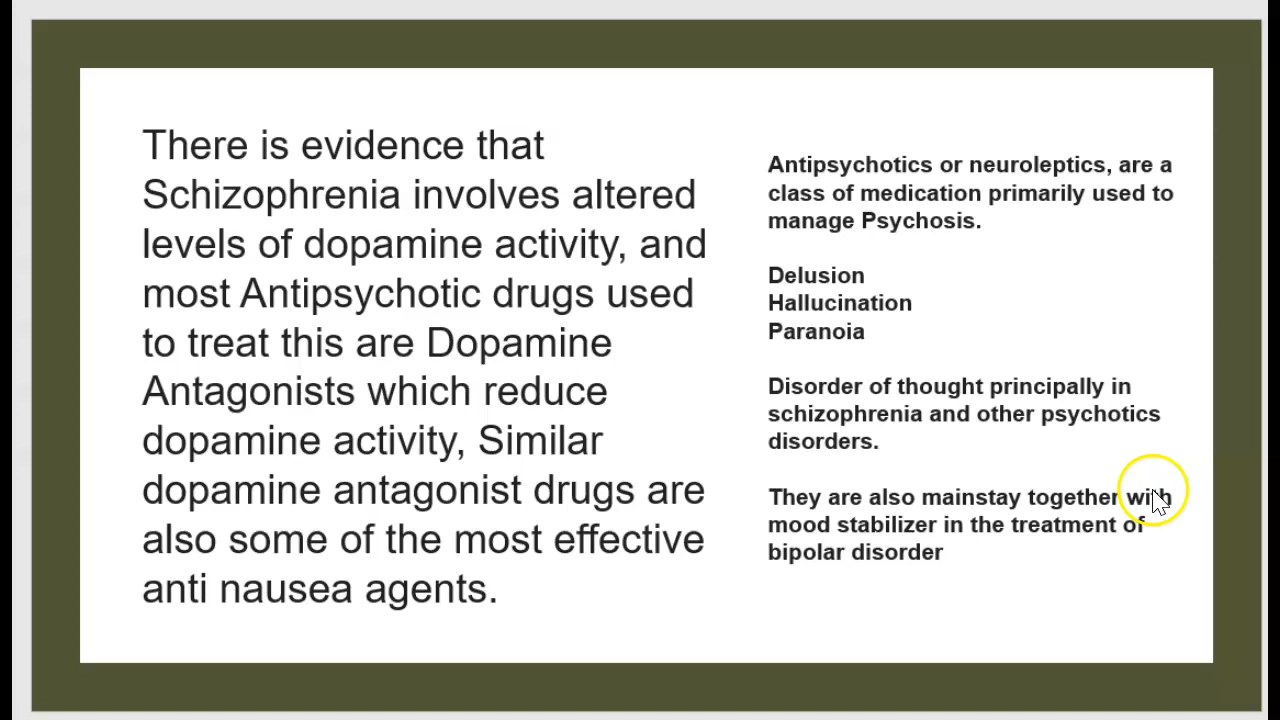 There is evidence that
Schizophrenia involves altered
levels of dopamine activity, and
most Antipsychotic drugs used
to treat this are Dopamine
Antagonists which reduce
dopamine activity, Similar
dopamine antagonist drugs are
also some of the most effective
anti nausea agents.
Antipsychotics or neuroleptics, are a
class of medication primarily used to
manage Psychosis.
Delusion
Hallucination
Paranoia
Disorder of thought principally in
schizophrenia and other psychotics
disorders.
They are also mainstay together with
mood stabilizer in the treatment of
bipolar disorder